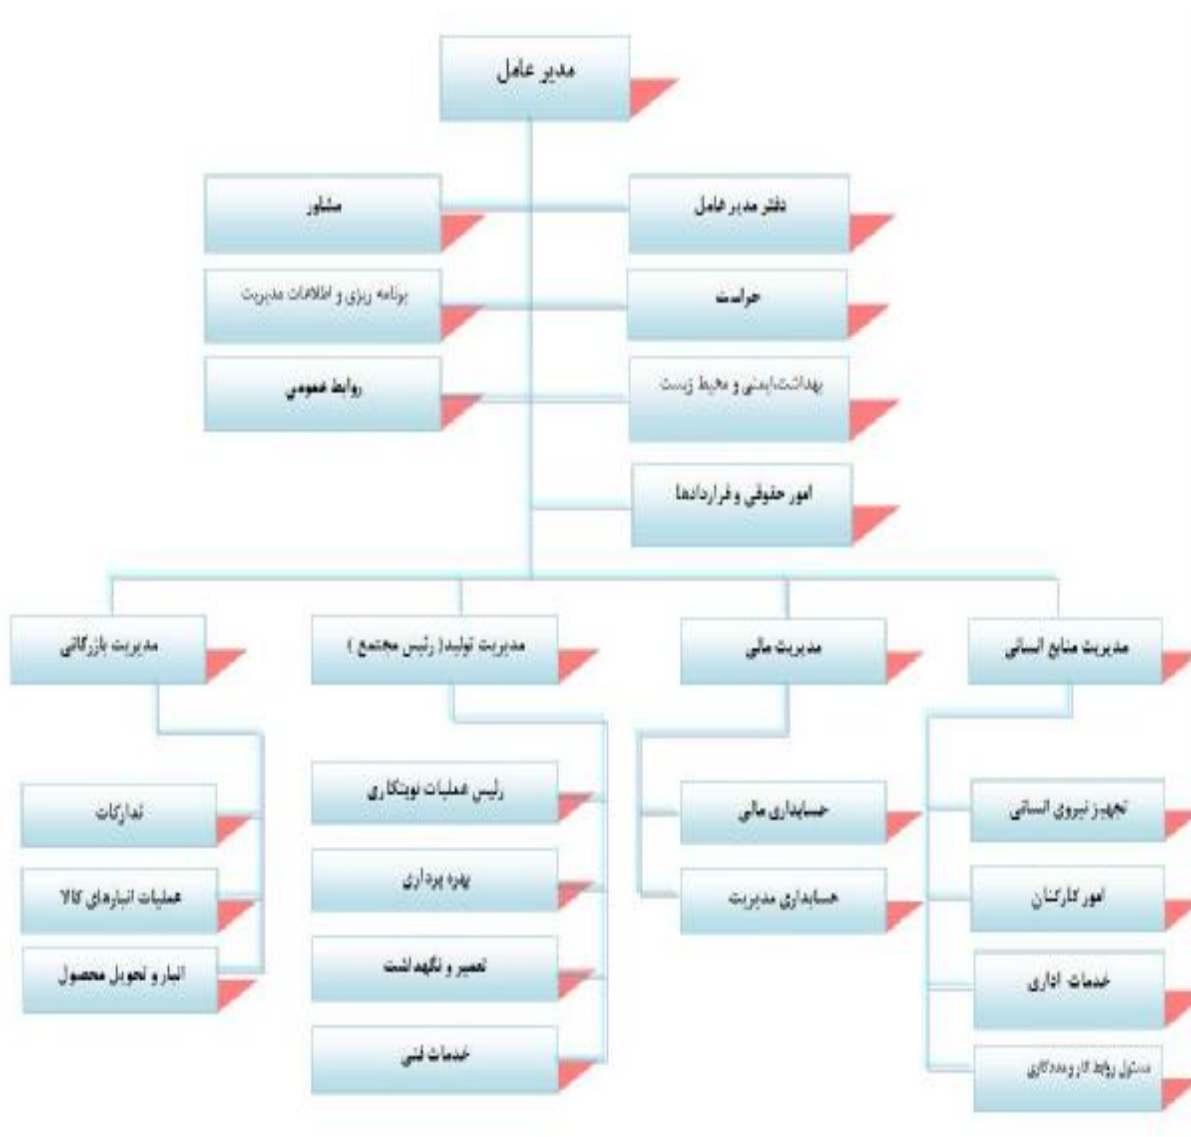 مدیر عامل
دفتر مدیر عامل
مشاور
حراست
برنامه ریزی و اطلاعات مدیریت
بهداشت،ایمنی و محیط زیست
روابط عمومی
امور حقوقی و قراردادها
مدیریت منابع انسانی
مدیریت مالی
مدیریت تولید( رئیس مجتمع )
مدیریت بازرگانی
تجهیز نیروی انسانی
امور کارکنان
خدمات اداری
مسئول روابط کار و مددکاری
حسابداری مالی
حسابداری مدیریت
رئیس عملیات نوبتکاری
بهره برداری
تعمیر و نگهداشت
خدمات فنی
تدارکات
عملیات انبارهای کالا
انبار و تحویل محصول